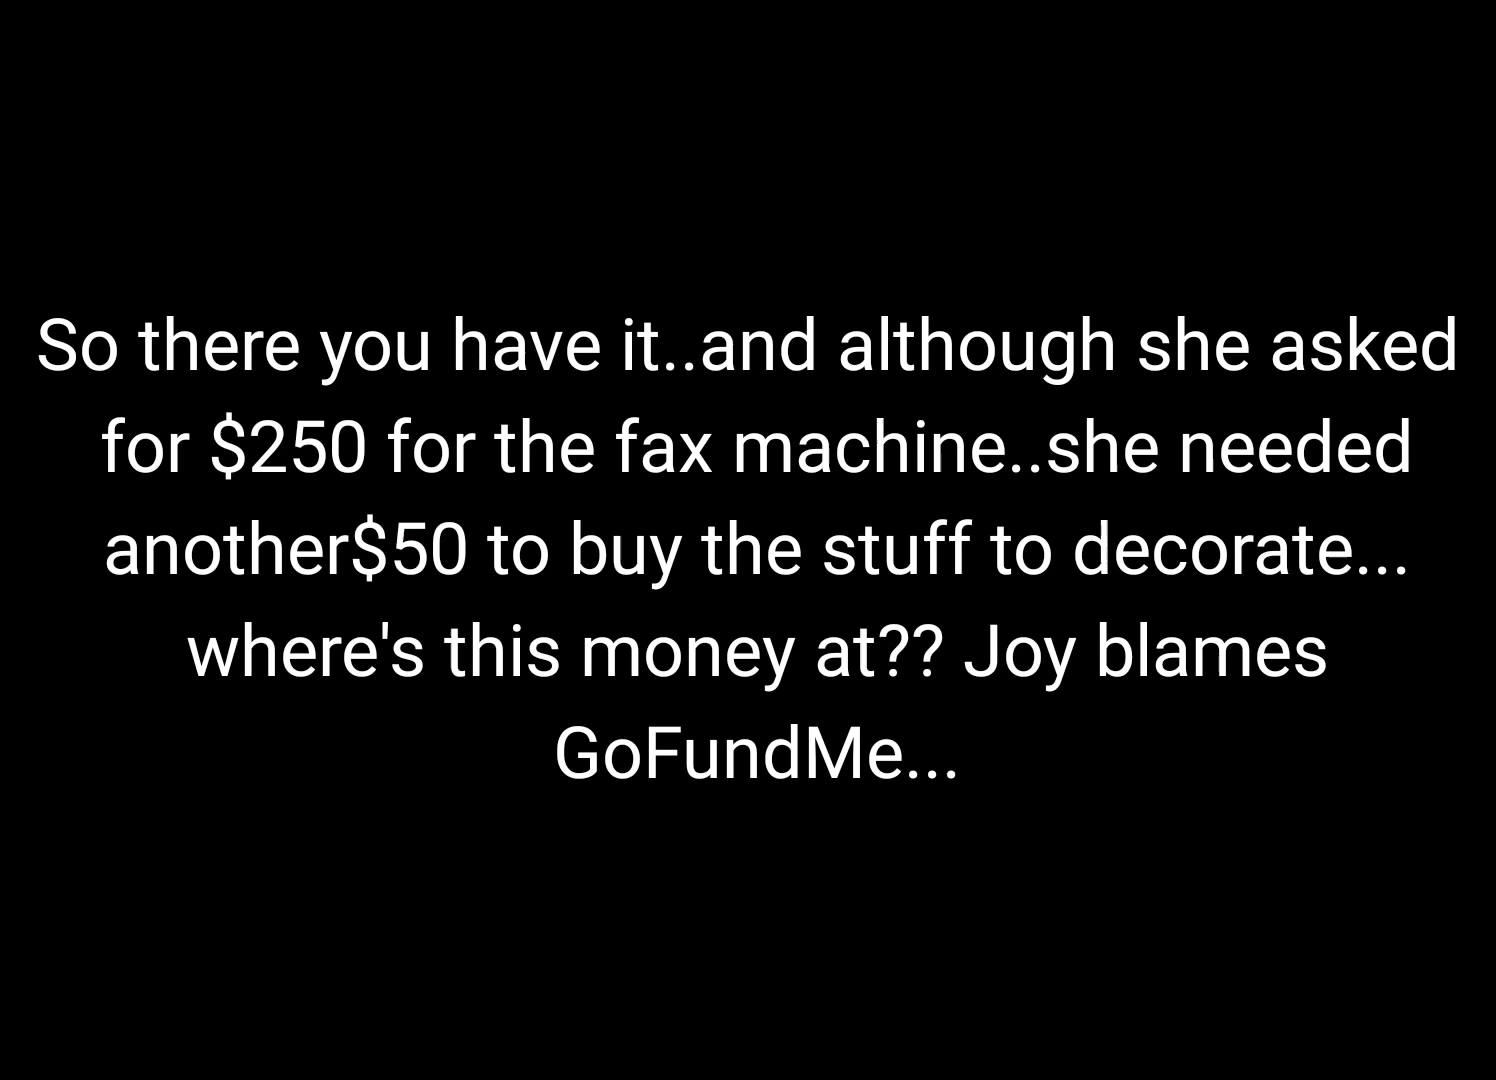 So there you have it..and although she asked
for $250 for the fax machine..she needed
another$50 to buy the stuff to decorate...
where's this money at?? Joy blames
GoFundMe...